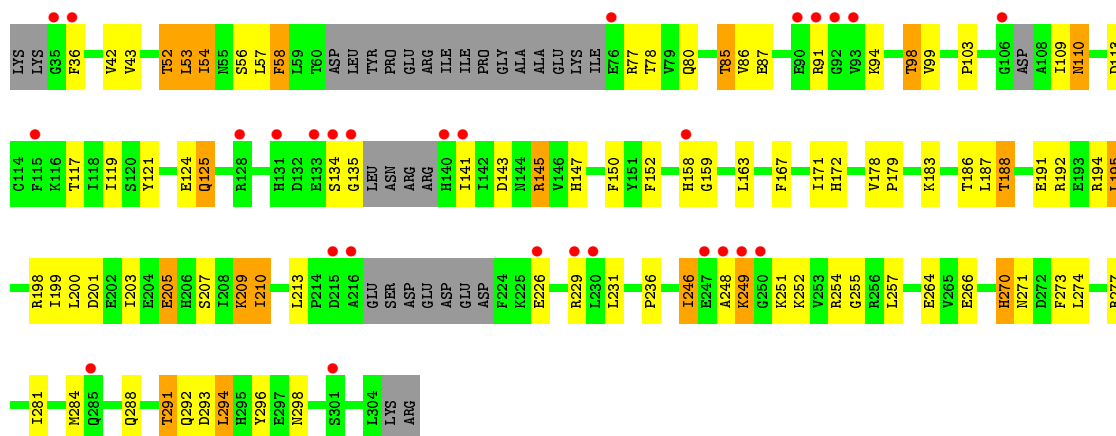 LYS LYS G35 F36 V42 V43 T52 L53 I54 N55 S56 L57 F58 L59 T60 ASP LEU TYR PRO GLU ARG ILE ILE PRO GLY ALA ALA GLU LYS ILE E76 R77 T78 V79 Q80 T85 V86 E87 E90 R91 G92 V93 K94 T98 V99 P103 G106 ASP A108 I109 N110
C114 F115 K116 T117 I118 I119 S120 Y121 E124 Q125 R128 H131 D132 E133 S134 G135 LEU ASN ARG ARG H140 I141 I142 D143 N144 R145 V146 H147 F150 Y151 F152 H158 G159 L163 F167 I171 H172 V178 P179 K183 T186 L187 T188 E191 R192 E193 R194 L195
R198 I199 L200 D201 E202 I203 E204 E205 H206 S207 I208 K209 I210 L213 P214 D215 A216 GLU SER ASP GLU ASP GLU ASP F224 K225 E226 R229 L230 L231 P236 I246 E247 A248 K249 G250 K251 K252 V253 R254 G255 R256 L257 E264 V265 E266 R270 N271 D272 F273 L274
I281 M284 Q285 Q288 T291 Q292 D293 L294 H295 Y296 E297 N298 S301 L304 LYS ARG